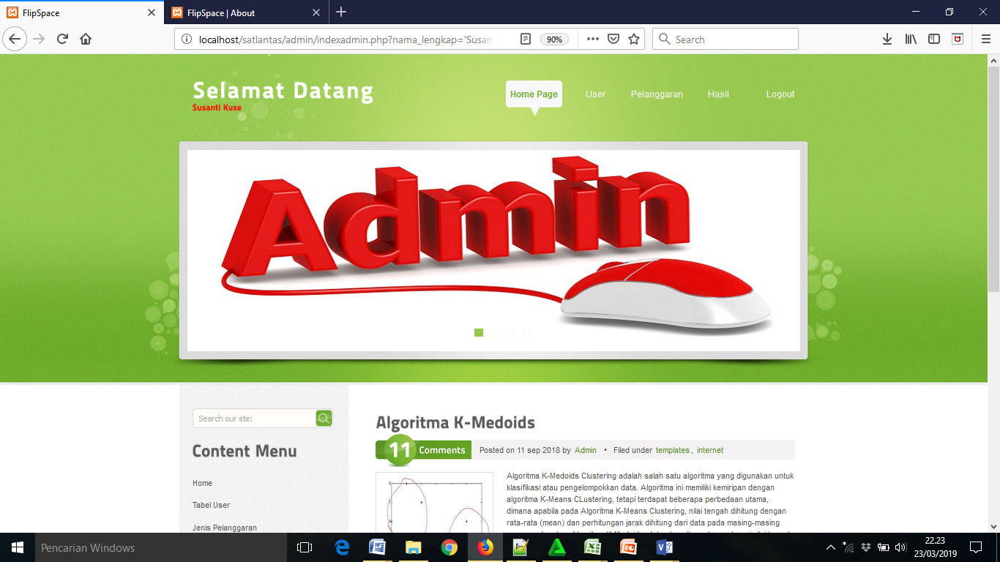 FlipSpace
FlipSpace | About
localhost/satlantas/admin/indexadmin.php?nama_lengkap='Susan
90%
Search
Selamat Datang
Susanti Kuse
Home Page
User
Pelanggaran
Hasil
Logout
Admin
Search our ste:
Content Menu
Home
Tabel User
Jenis Pelanggaran
Algoritma K-Medoids
11 Comments
Posted on 11 sep 2018 by Admin • Filed under templates , internet
Algoritma K-Medoids Clustering adalah salah satu algoritma yang digunakan untuk
klasifikasi atau pengelompokkan data. Algoritma ini memiliki kemiripan dengan
algoritma K-Means CLustering, tetapi terdapat beberapa perbedaan utama,
dimana apabila pada Algoritma K-Means Clustering, nilai tengah dihitung dengan
rata-rata (mean) dan perhitungan jarak dihitung dari data pada masing-masing
Pencarian Windows
22.23
23/03/2019